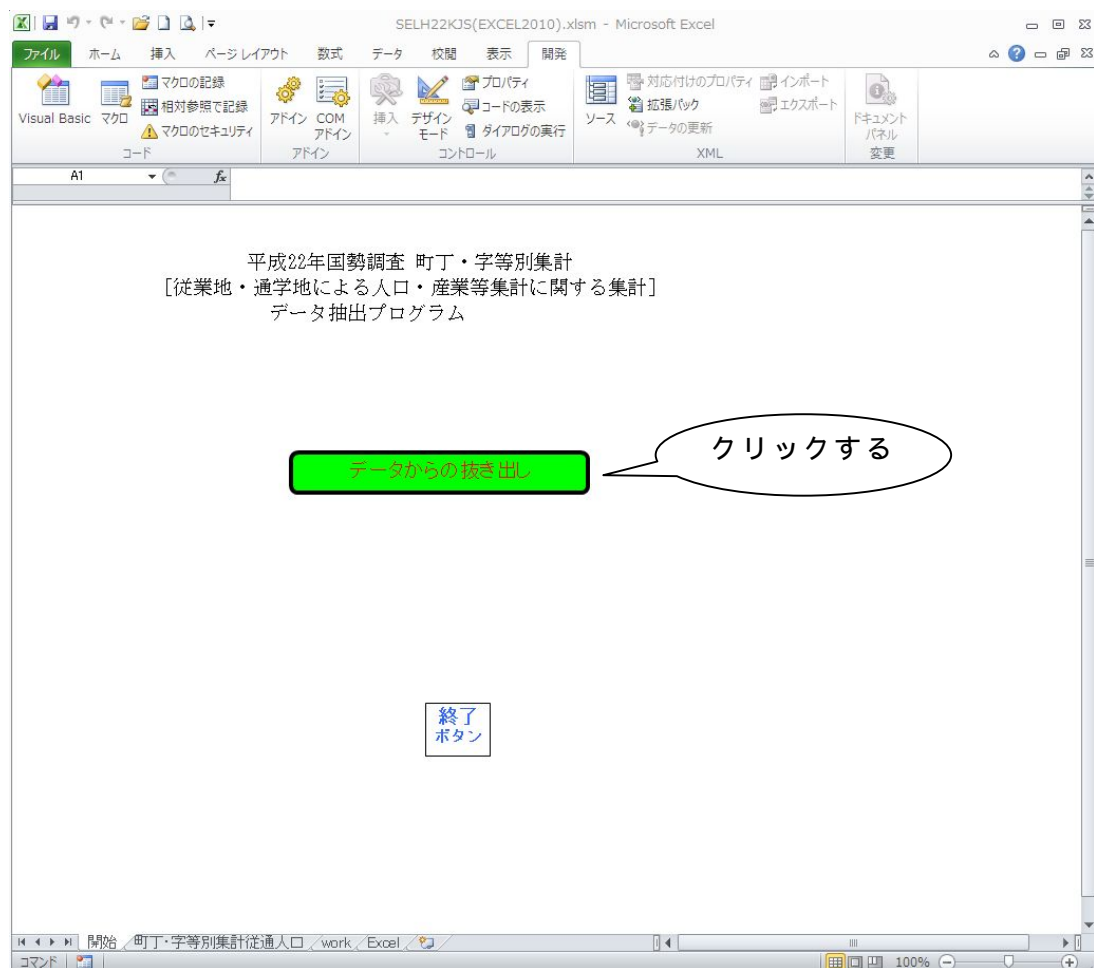 SELH22KJS(EXCEL2010).xlsm - Microsoft Excel
ファイル ホーム 挿入 ページ レイアウト 数式 データ 校閲 表示 開発
Visual Basic マクロ マクロの記録 相対参照で記録 マクロのセキュリティ
コード
アドイン COM アドイン
アドイン
挿入 デザイン モード プロパティ コードの表示 ダイアログの実行
コントロール
ソース 対応付けのプロパティ 拡張パック データの更新 インポート エクスポート
XML
ドキュメント パネル
変更
A1 fx
平成22年国勢調査 町丁・字等別集計
[従業地・通学地による人口・産業等集計に関する集計]
データ抽出プログラム
データからの抜き出し
クリックする
終了
ボタン
開始 町丁・字等別集計従通人口 work Excel
コマンド 100%